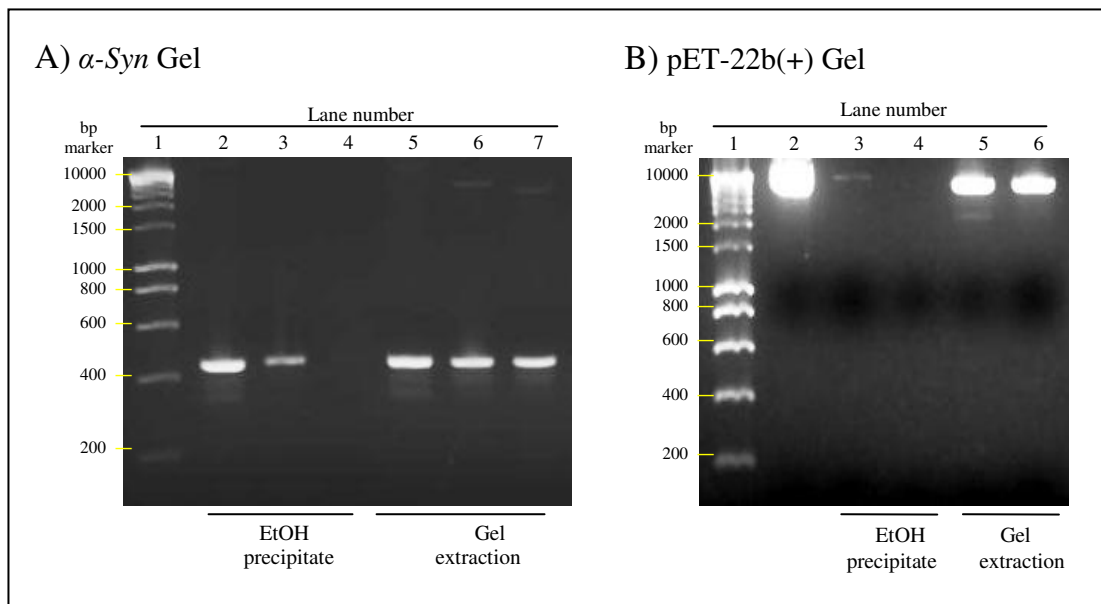 A) α-Syn Gel
Lane number
bp
marker
1 2 3 4 5 6 7
10000
2000
1500
1000
800
600
400
200
EtOH
precipitate
Gel
extraction
B) pET-22b(+) Gel
Lane number
bp
marker
1 2 3 4 5 6
10000
2000
1500
1000
800
600
400
200
EtOH
precipitate
Gel
extraction